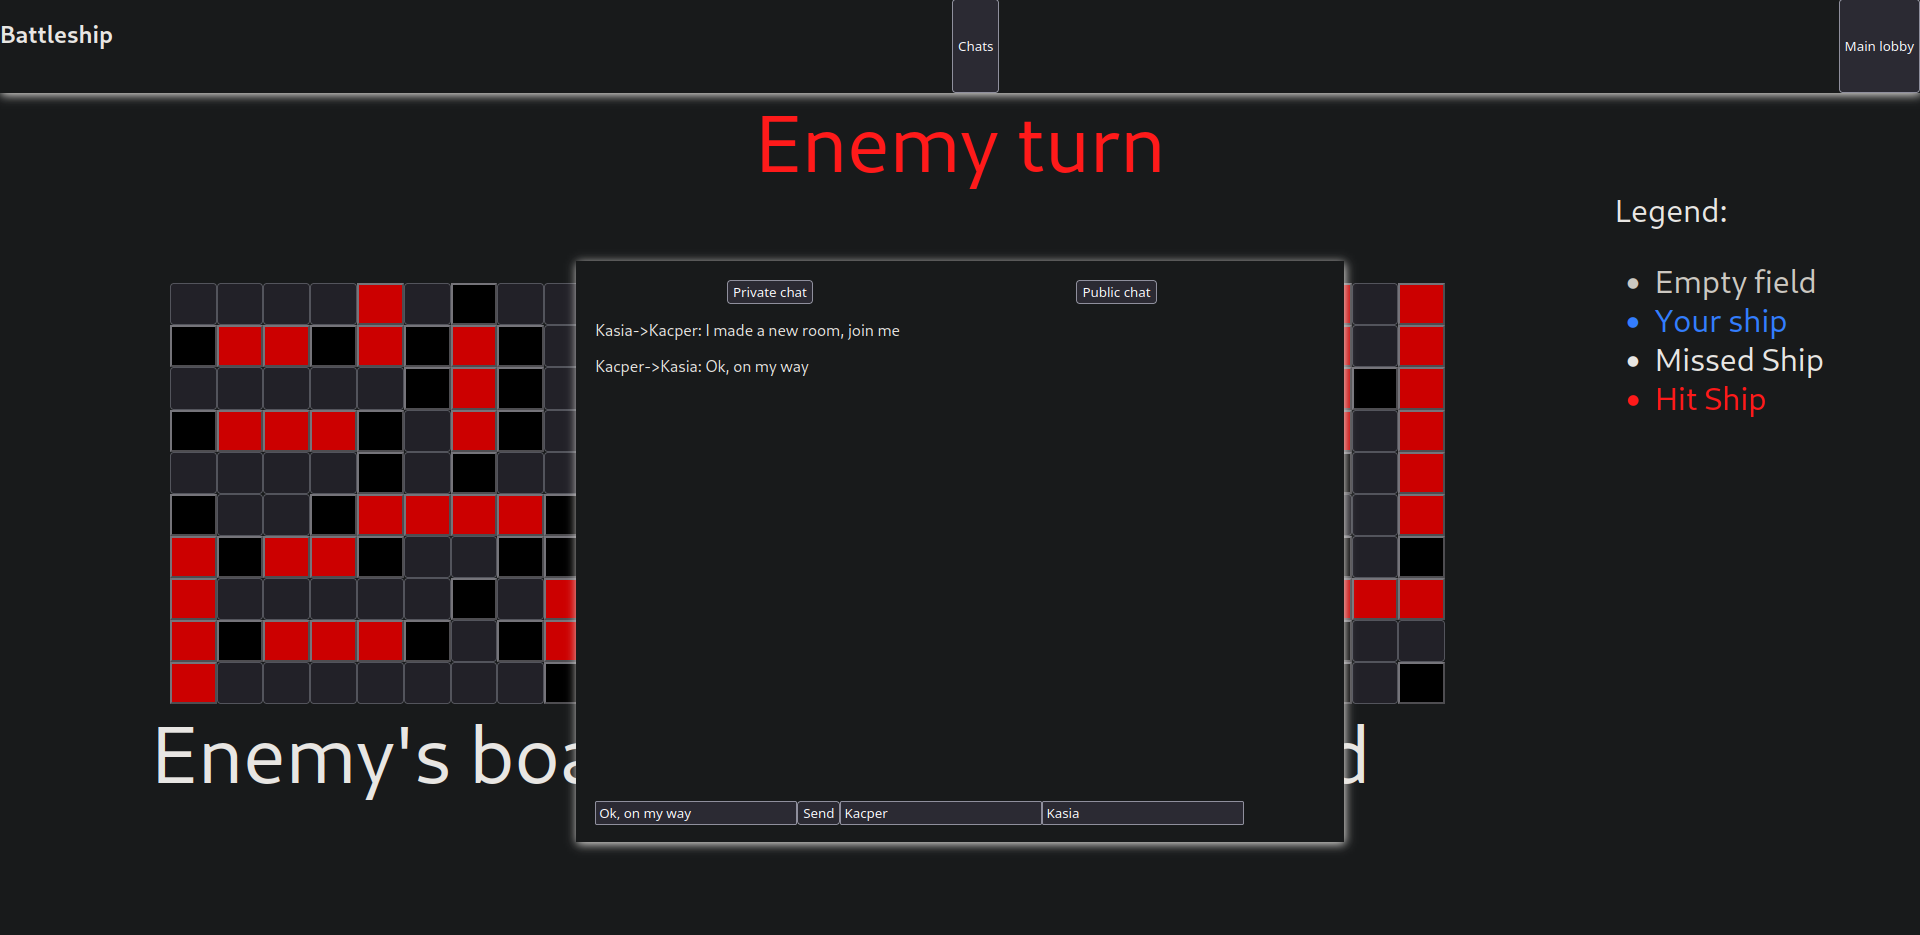 Battleship
Chats
Main lobby
Enemy turn
Legend:
Empty field
Your ship
Missed Ship
Hit Ship
Private chat
Public chat
Kasia->Kacper: I made a new room, join me
Kacper->Kasia: Ok, on my way
Enemy's
Ok, on my way
Send
Kacper
Kasia